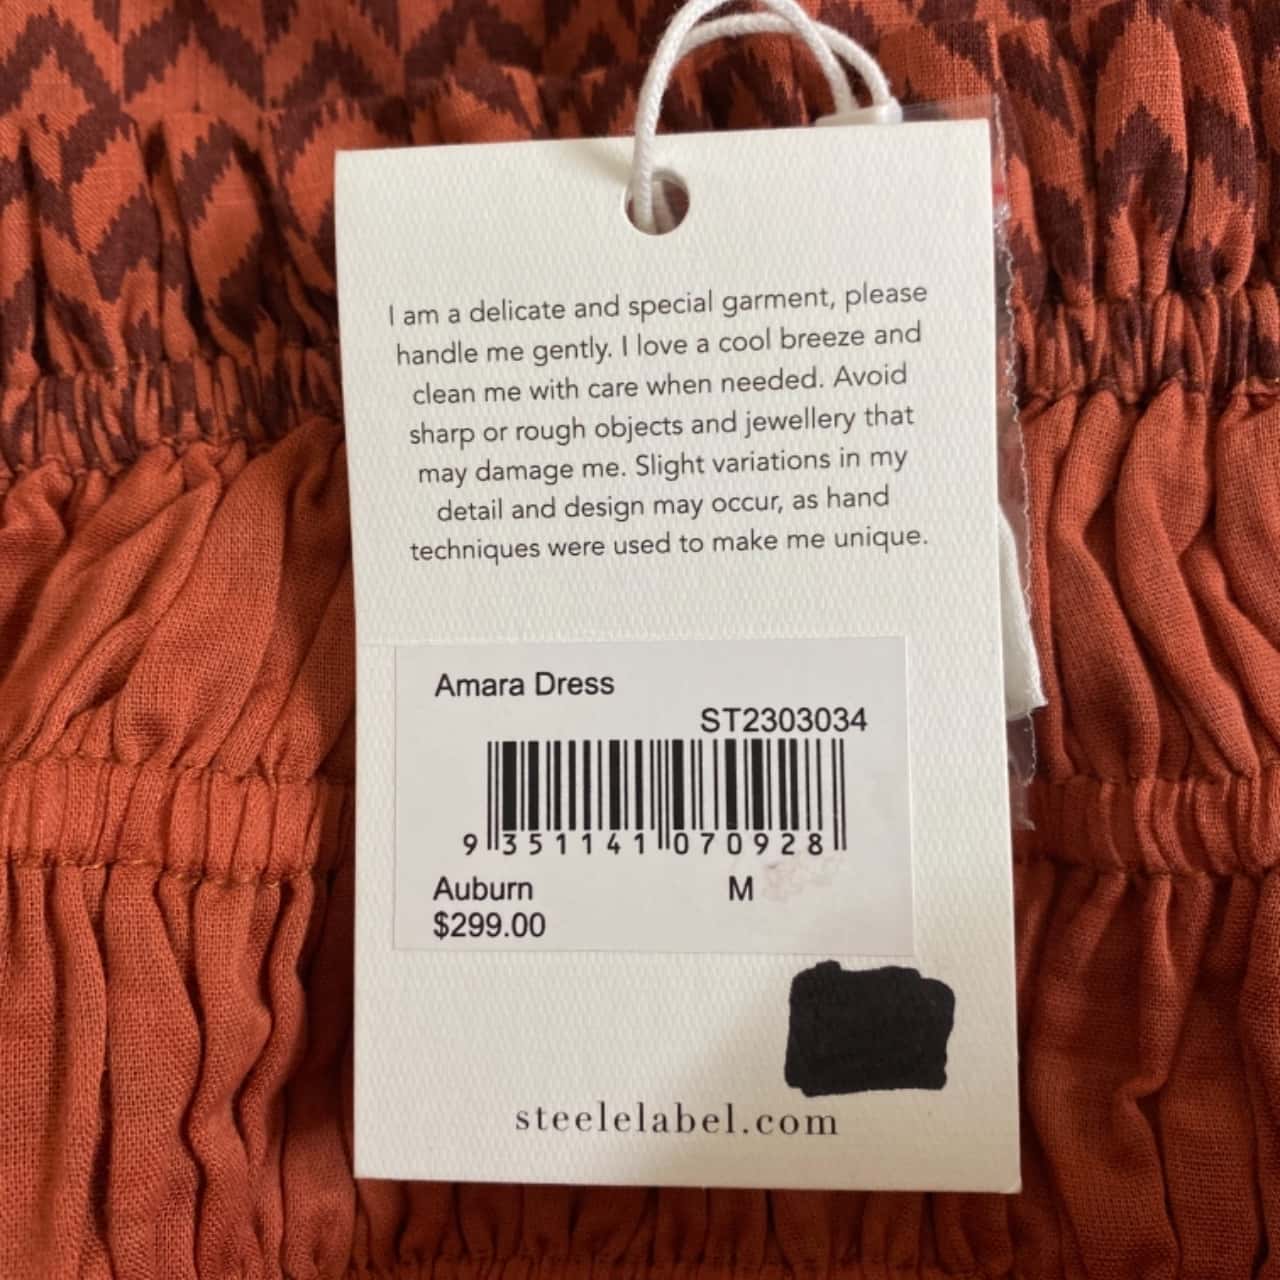 I am a delicate and special garment, please
handle me gently. I love a cool breeze and
clean me with care when needed. Avoid
sharp or rough objects and jewellery that
may damage me. Slight variations in my
detail and design may occur, as hand
techniques were used to make me unique.
Amara Dress
ST2303034
9 351141 070928
Auburn M
$299.00
steelelabel.com